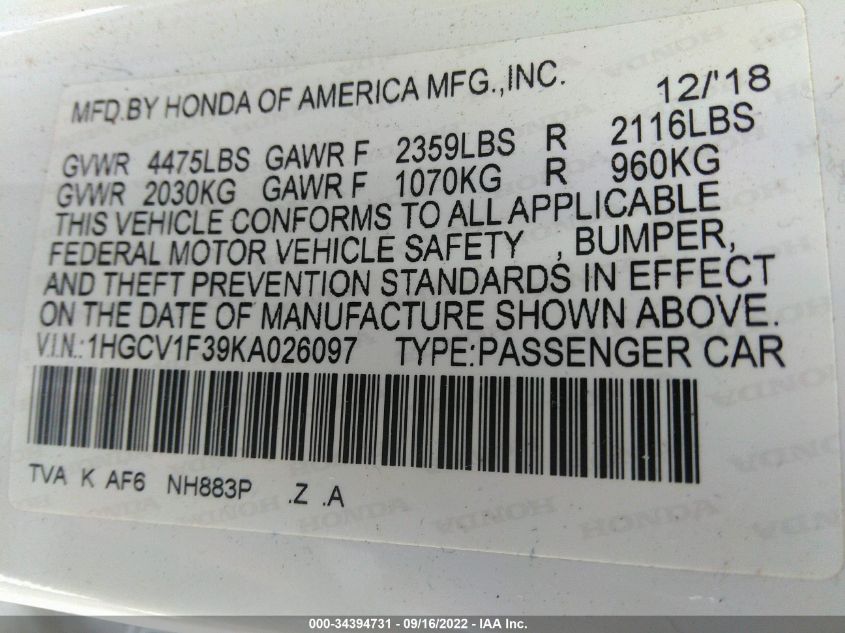 MFD.BY HONDA OF AMERICA MFG.,INC. 12/'18
GVWR 4475LBS GAWR F 2359LBS R 2116LBS
GVWR 2030KG GAWR F 1070KG R 960KG
THIS VEHICLE CONFORMS TO ALL APPLICABLE
FEDERAL MOTOR VEHICLE SAFETY , BUMPER,
AND THEFT PREVENTION STANDARDS IN EFFECT
ON THE DATE OF MANUFACTURE SHOWN ABOVE.
V.I.N.:1HGCV1F39KA026097 TYPE:PASSENGER CAR
TVA K AF6 NH883P .Z .A
HONDA HONDA HONDA
000-34394731 - 09/16/2022 - IAA Inc.